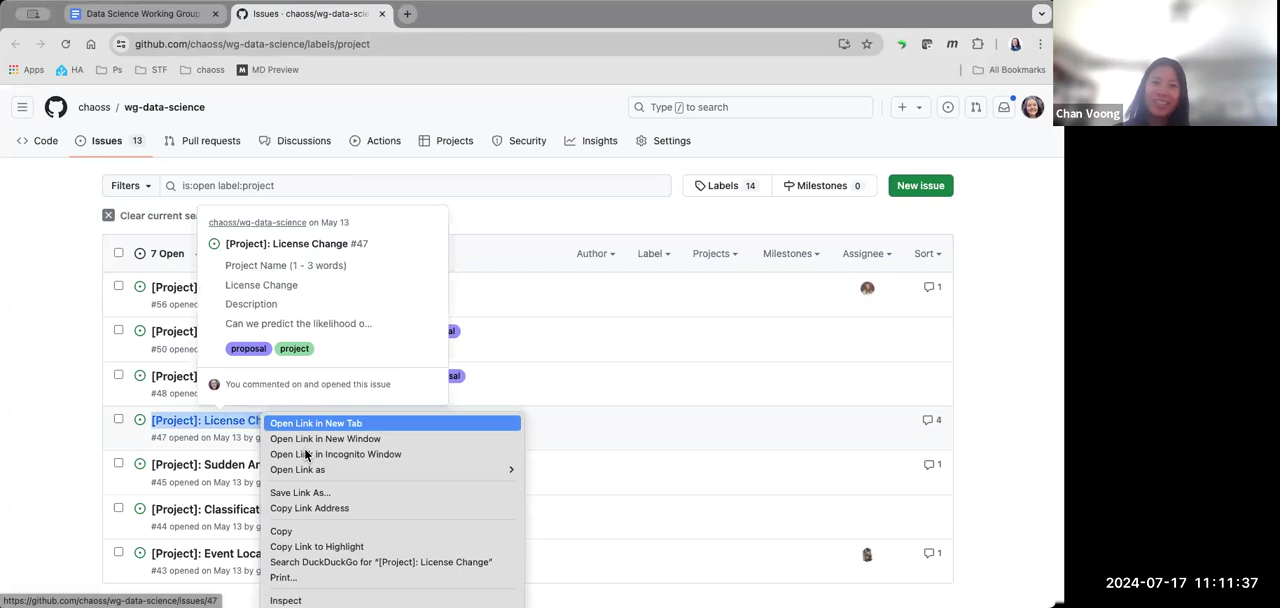 Data Science Working Group
Issues · chaoss/wg-data-science
github.com/chaoss/wg-data-science/labels/project
Apps
HA
Ps
STF
chaoss
MD Preview
All Bookmarks
Chan Voong
chaoss / wg-data-science
Type / to search
Code
Issues 13
Pull requests
Discussions
Actions
Projects
Security
Insights
Settings
Filters
is:open label:project
Labels 14
Milestones 0
New issue
Clear current
chaoss/wg-data-science on May 13
[Project]: License Change #47
Project Name (1 - 3 words)
License Change
Description
Can we predict the likelihood o...
proposal project
You commented on and opened this issue
7 Open
Author
Label
Projects
Milestones
Assignee
Sort
[Project]
#56 opened
1
[Project]
#50 opened
[Project]
#48 opened
[Project]: License Ch
#47 opened on May 13 by g
4
[Project]: Sudden An
#45 opened on May 13 by g
1
[Project]: Classificat
#44 opened on May 13 by g
[Project]: Event Loca
#43 opened on May 13 by g
1
Open Link in New Tab
Open Link in New Window
Open Link in Incognito Window
Open Link as
Save Link As...
Copy Link Address
Copy
Copy Link to Highlight
Search DuckDuckGo for "[Project]: License Change"
Print...
Inspect
https://github.com/chaoss/wg-data-science/issues/47
2024-07-17 11:11:37